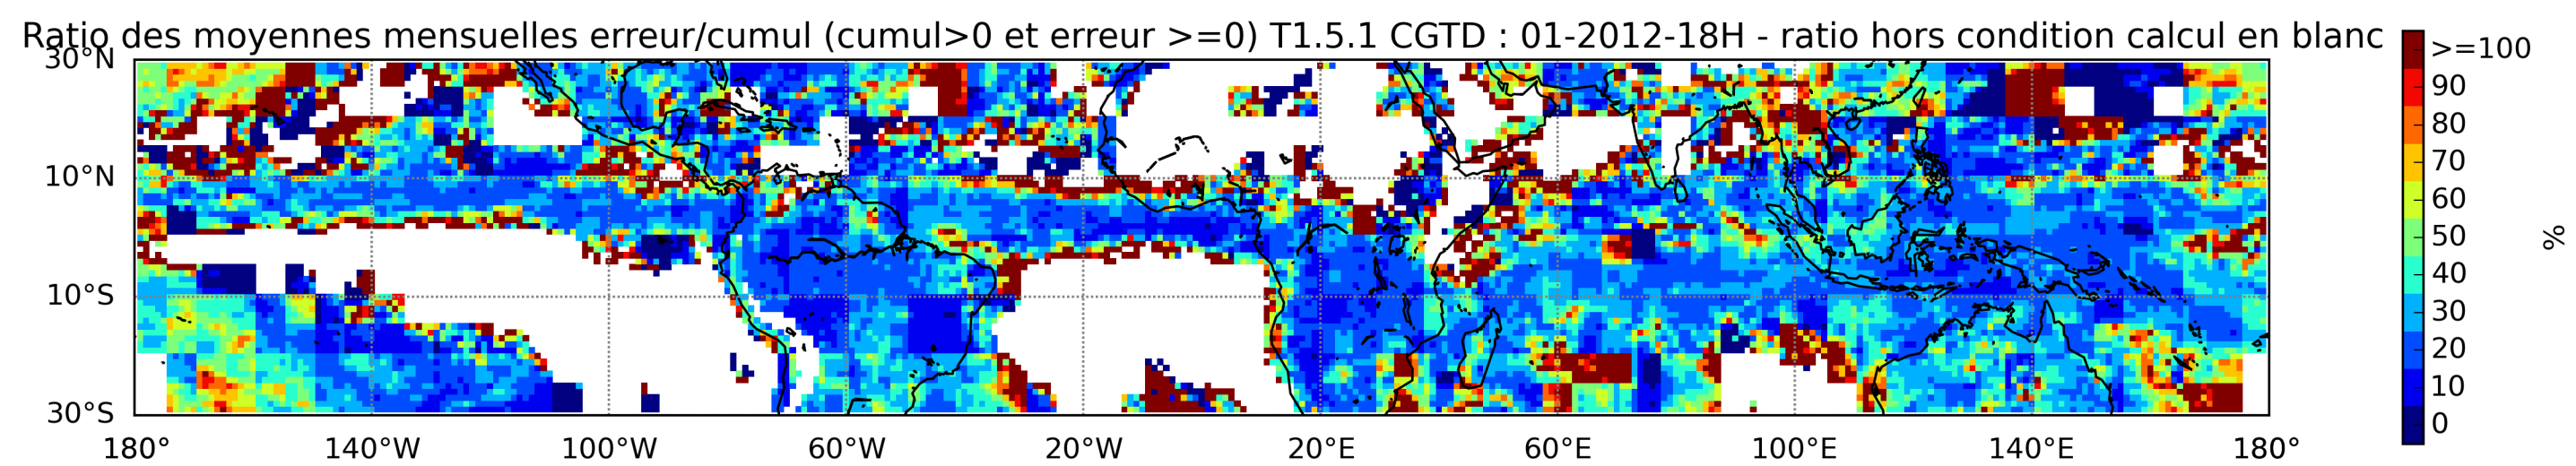 Ratio des moyennes mensuelles erreur/cumul (cumul>0 et erreur >=0) T1.5.1 CGTD : 01-2012-18H - ratio hors condition calcul en blanc
30°N
10°N
10°S
30°S
180° 140°W 100°W 60°W 20°W 20°E 60°E 100°E 140°E 180°
>=100
90
80
70
60
50
40
30
20
10
0
%